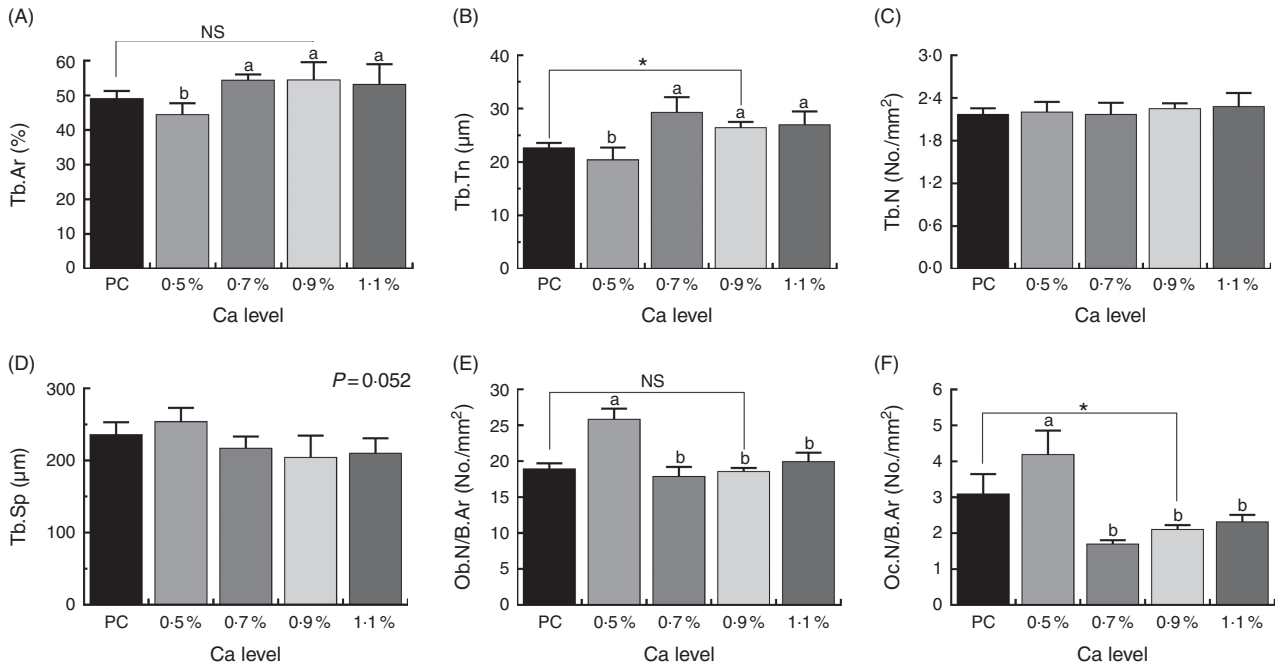 (A)
NS
Tb.Ar (%)
60
50
40
30
20
10
0
b
a
a
a
PC
0·5 %
0·7 %
0·9 %
1·1 %
Ca level
(B)
*
Tb.Tn (μm)
40
30
20
10
0
b
a
a
a
PC
0·5 %
0·7 %
0·9 %
1·1 %
Ca level
(C)
Tb.N (No./mm²)
3·0
2·4
1·8
1·2
0·6
0·0
PC
0·5 %
0·7 %
0·9 %
1·1 %
Ca level
(D)
P = 0·052
Tb.Sp (μm)
300
200
100
0
PC
0·5 %
0·7 %
0·9 %
1·1 %
Ca level
(E)
NS
Ob.N/B.Ar (No./mm²)
30
25
20
15
10
5
0
a
b
b
b
PC
0·5 %
0·7 %
0·9 %
1·1 %
Ca level
(F)
*
Oc.N/B.Ar (No./mm²)
6
5
4
3
2
1
0
a
b
b
b
PC
0·5 %
0·7 %
0·9 %
1·1 %
Ca level